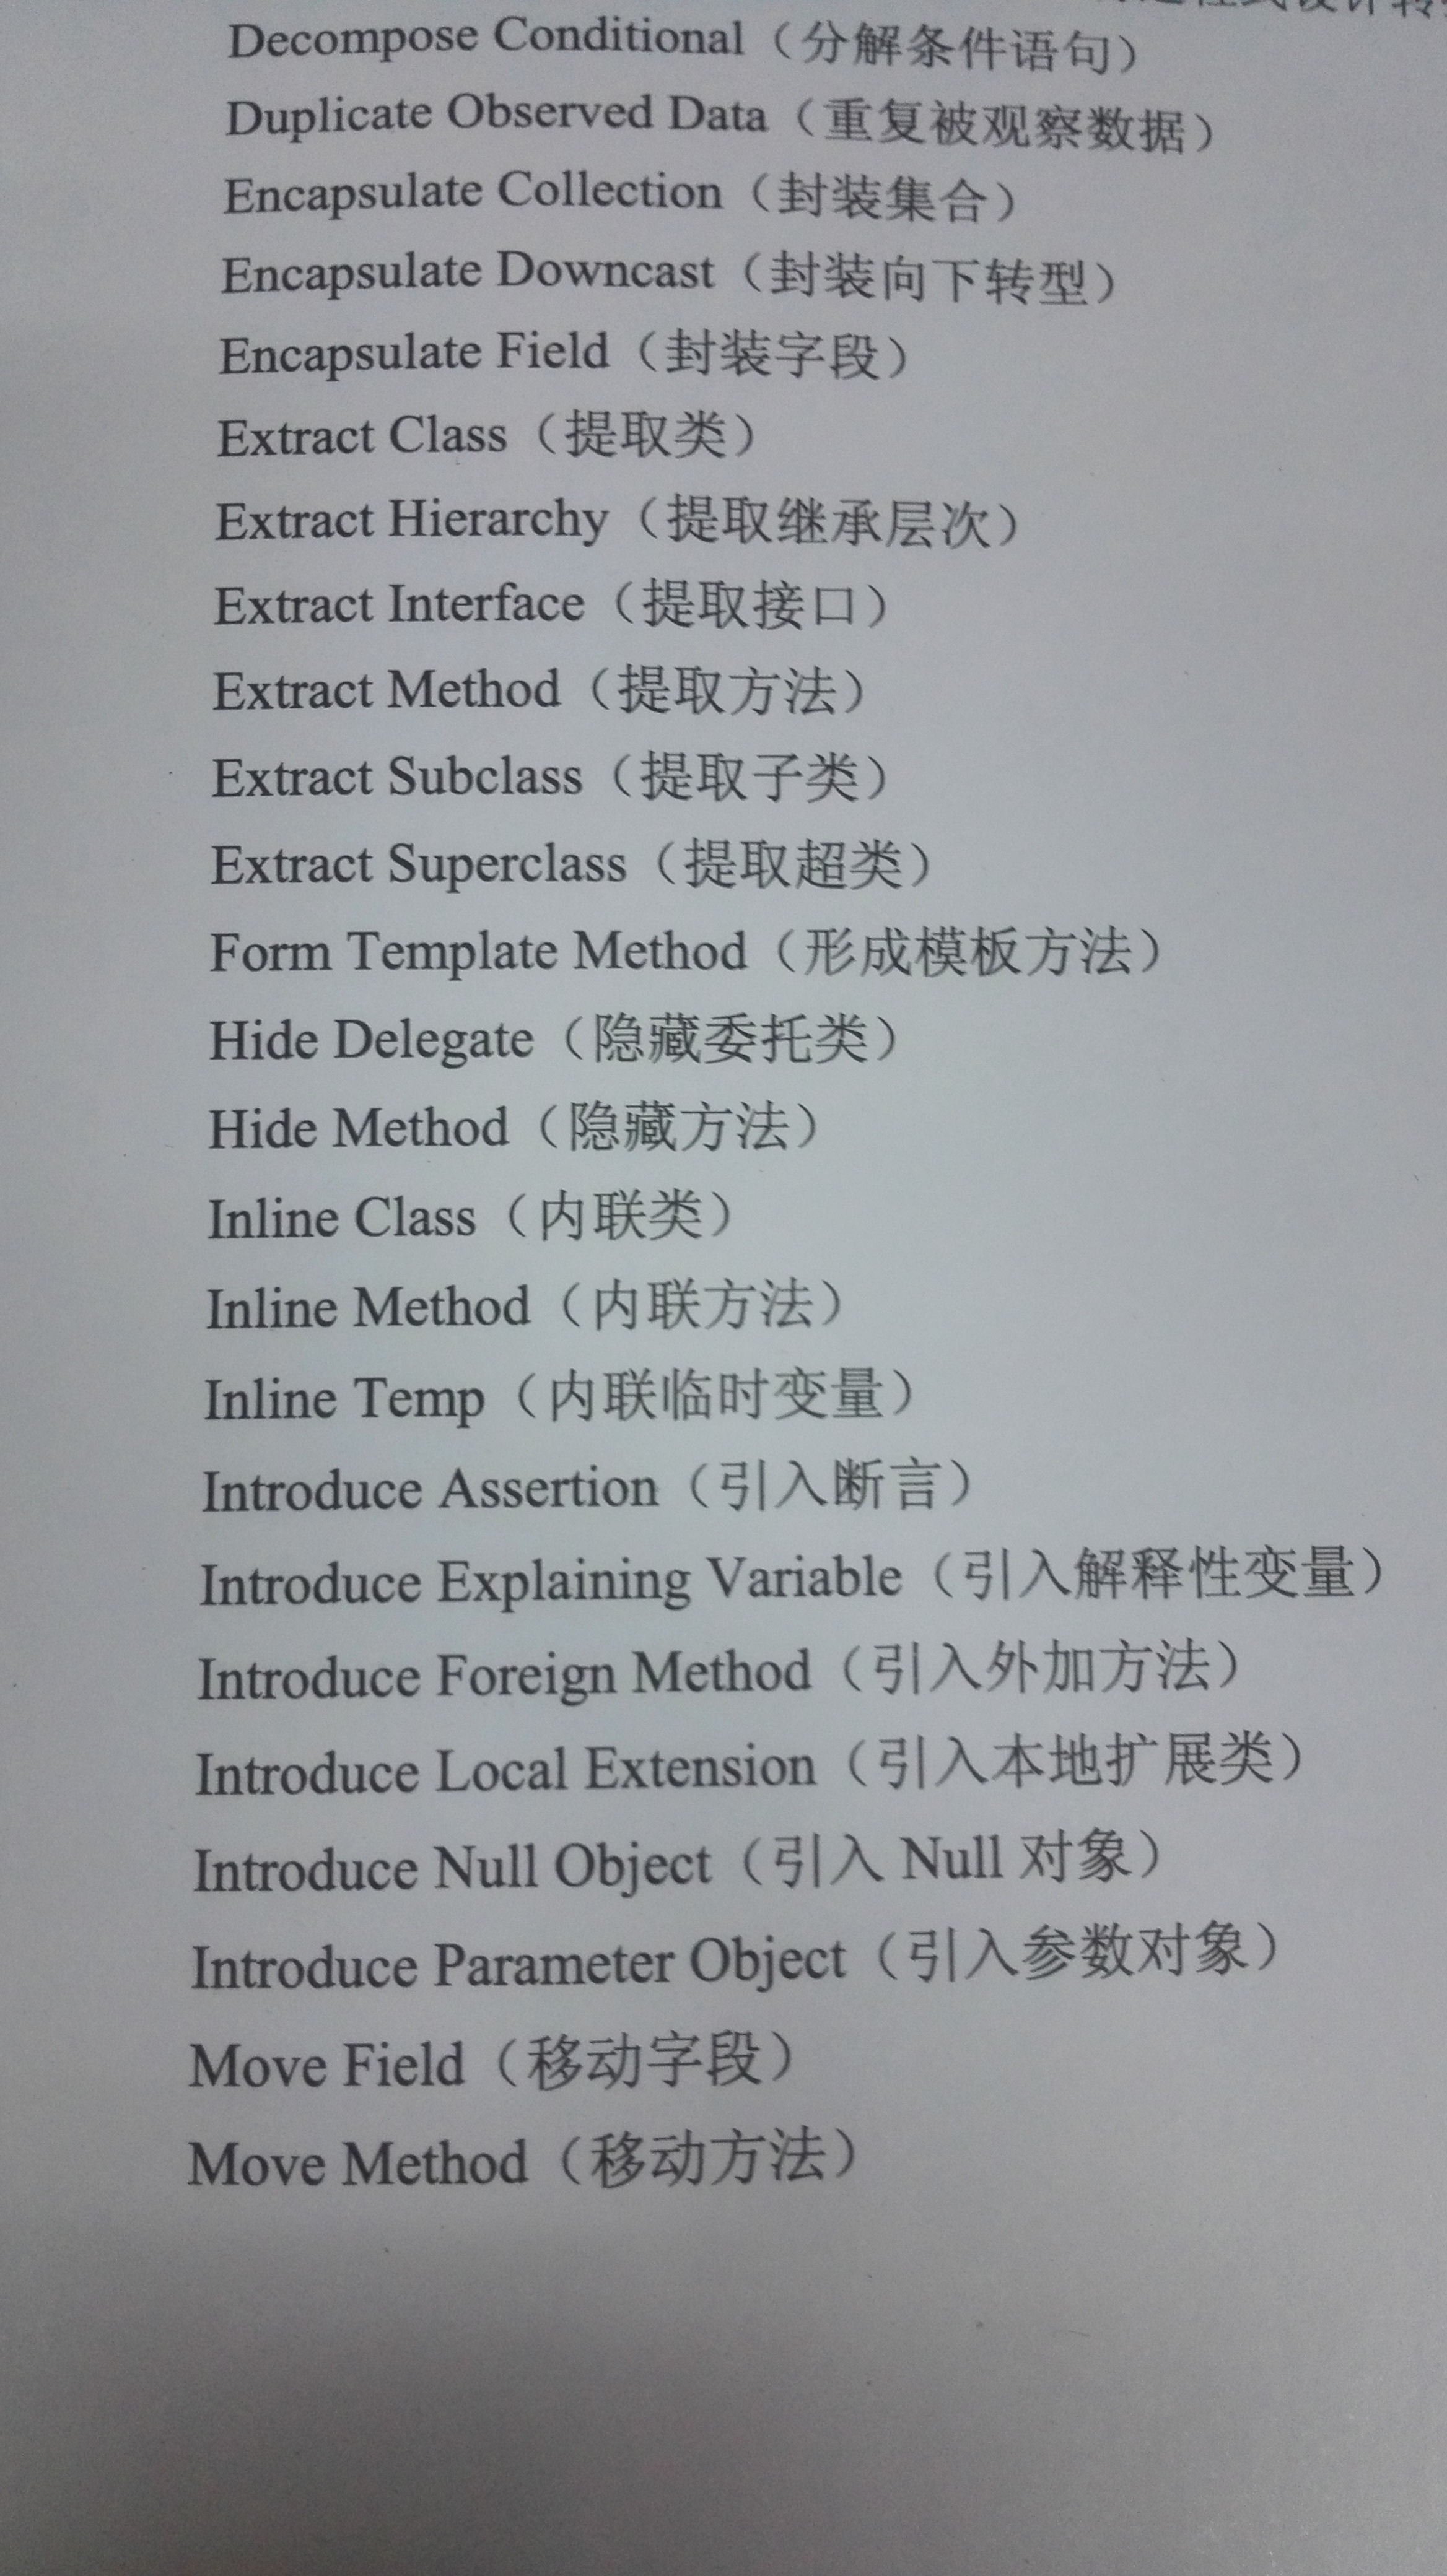 程式设计转
Decompose Conditional（分解条件语句）
Duplicate Observed Data（重复被观察数据）
Encapsulate Collection（封装集合）
Encapsulate Downcast（封装向下转型）
Encapsulate Field（封装字段）
Extract Class（提取类）
Extract Hierarchy（提取继承层次）
Extract Interface（提取接口）
Extract Method（提取方法）
Extract Subclass（提取子类）
Extract Superclass（提取超类）
Form Template Method（形成模板方法）
Hide Delegate（隐藏委托类）
Hide Method（隐藏方法）
Inline Class（内联类）
Inline Method（内联方法）
Inline Temp（内联临时变量）
Introduce Assertion（引入断言）
Introduce Explaining Variable（引入解释性变量）
Introduce Foreign Method（引入外加方法）
Introduce Local Extension（引入本地扩展类）
Introduce Null Object（引入 Null 对象）
Introduce Parameter Object（引入参数对象）
Move Field（移动字段）
Move Method（移动方法）